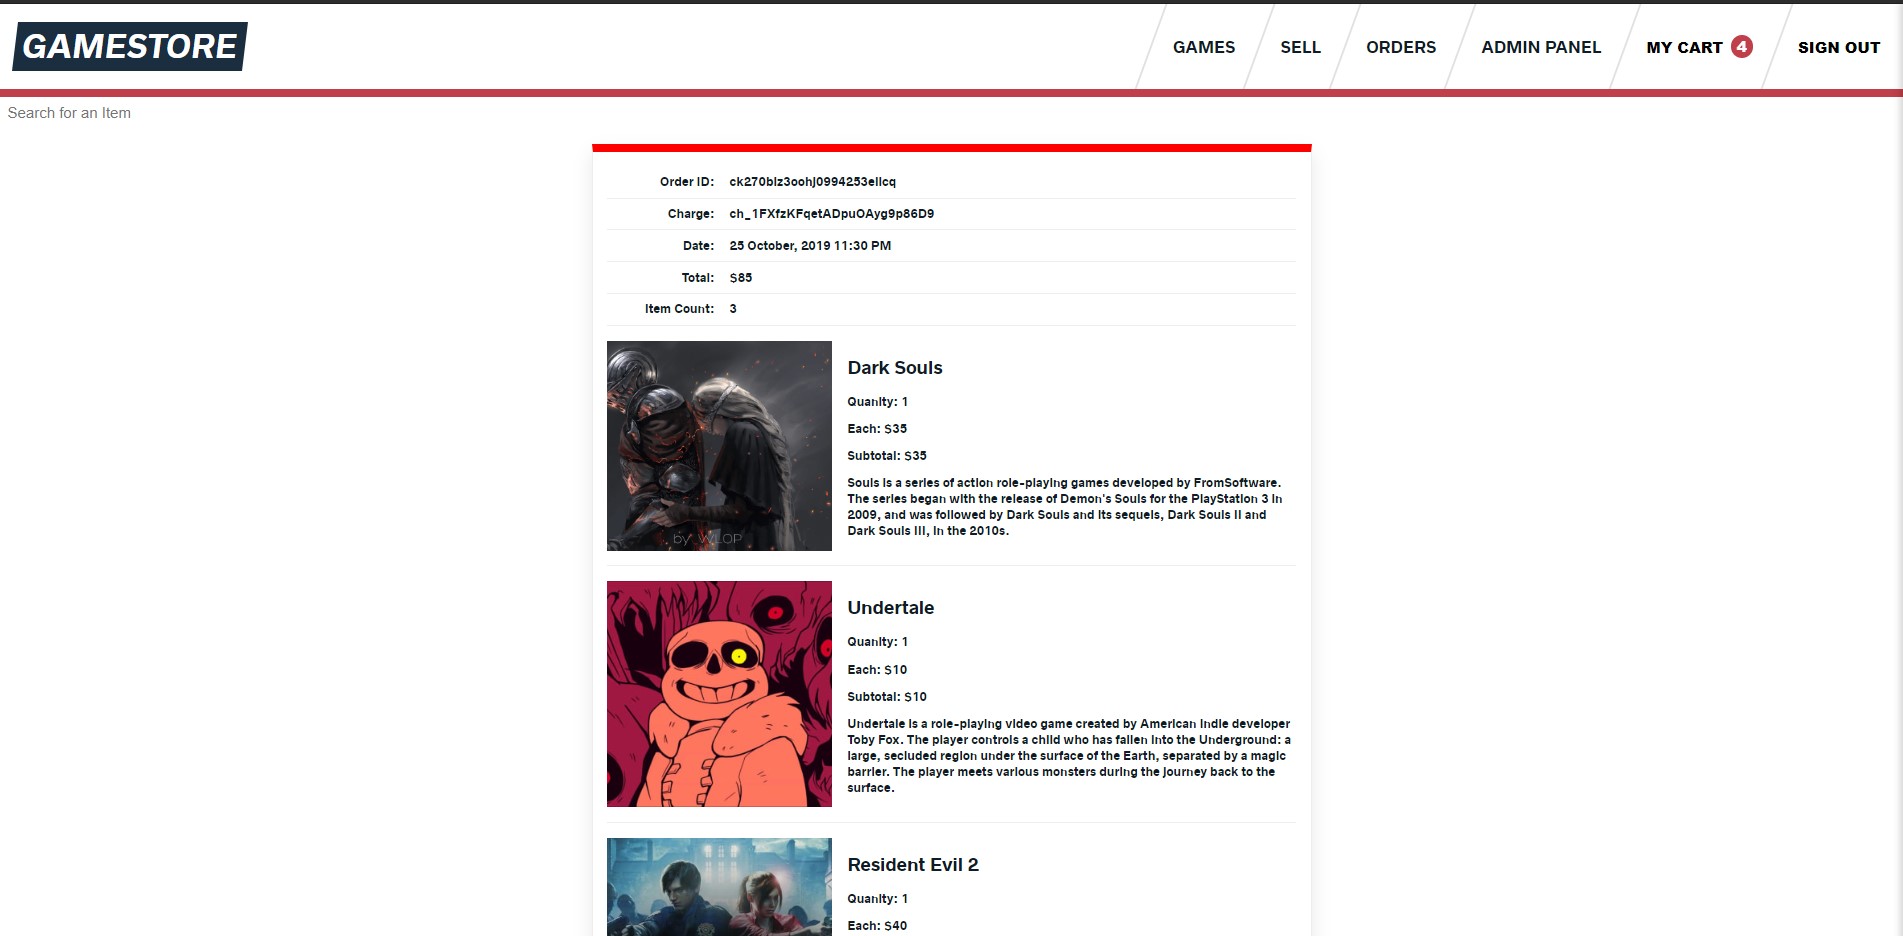 GAMESTORE
GAMES
SELL
ORDERS
ADMIN PANEL
MY CART 4
SIGN OUT
Search for an Item
Order ID: ck270blz3oohj0994253ellcq
Charge: ch_1FXfzKFqetADpuOAyg9p86D9
Date: 25 October, 2019 11:30 PM
Total: $85
Item Count: 3
Dark Souls
Quanity: 1
Each: $35
Subtotal: $35
Souls is a series of action role-playing games developed by FromSoftware.
The series began with the release of Demon's Souls for the PlayStation 3 in
2009, and was followed by Dark Souls and its sequels, Dark Souls II and
Dark Souls III, in the 2010s.
by WLOP
Undertale
Quanity: 1
Each: $10
Subtotal: $10
Undertale is a role-playing video game created by American indie developer
Toby Fox. The player controls a child who has fallen into the Underground: a
large, secluded region under the surface of the Earth, separated by a magic
barrier. The player meets various monsters during the journey back to the
surface.
Resident Evil 2
Quanity: 1
Each: $40